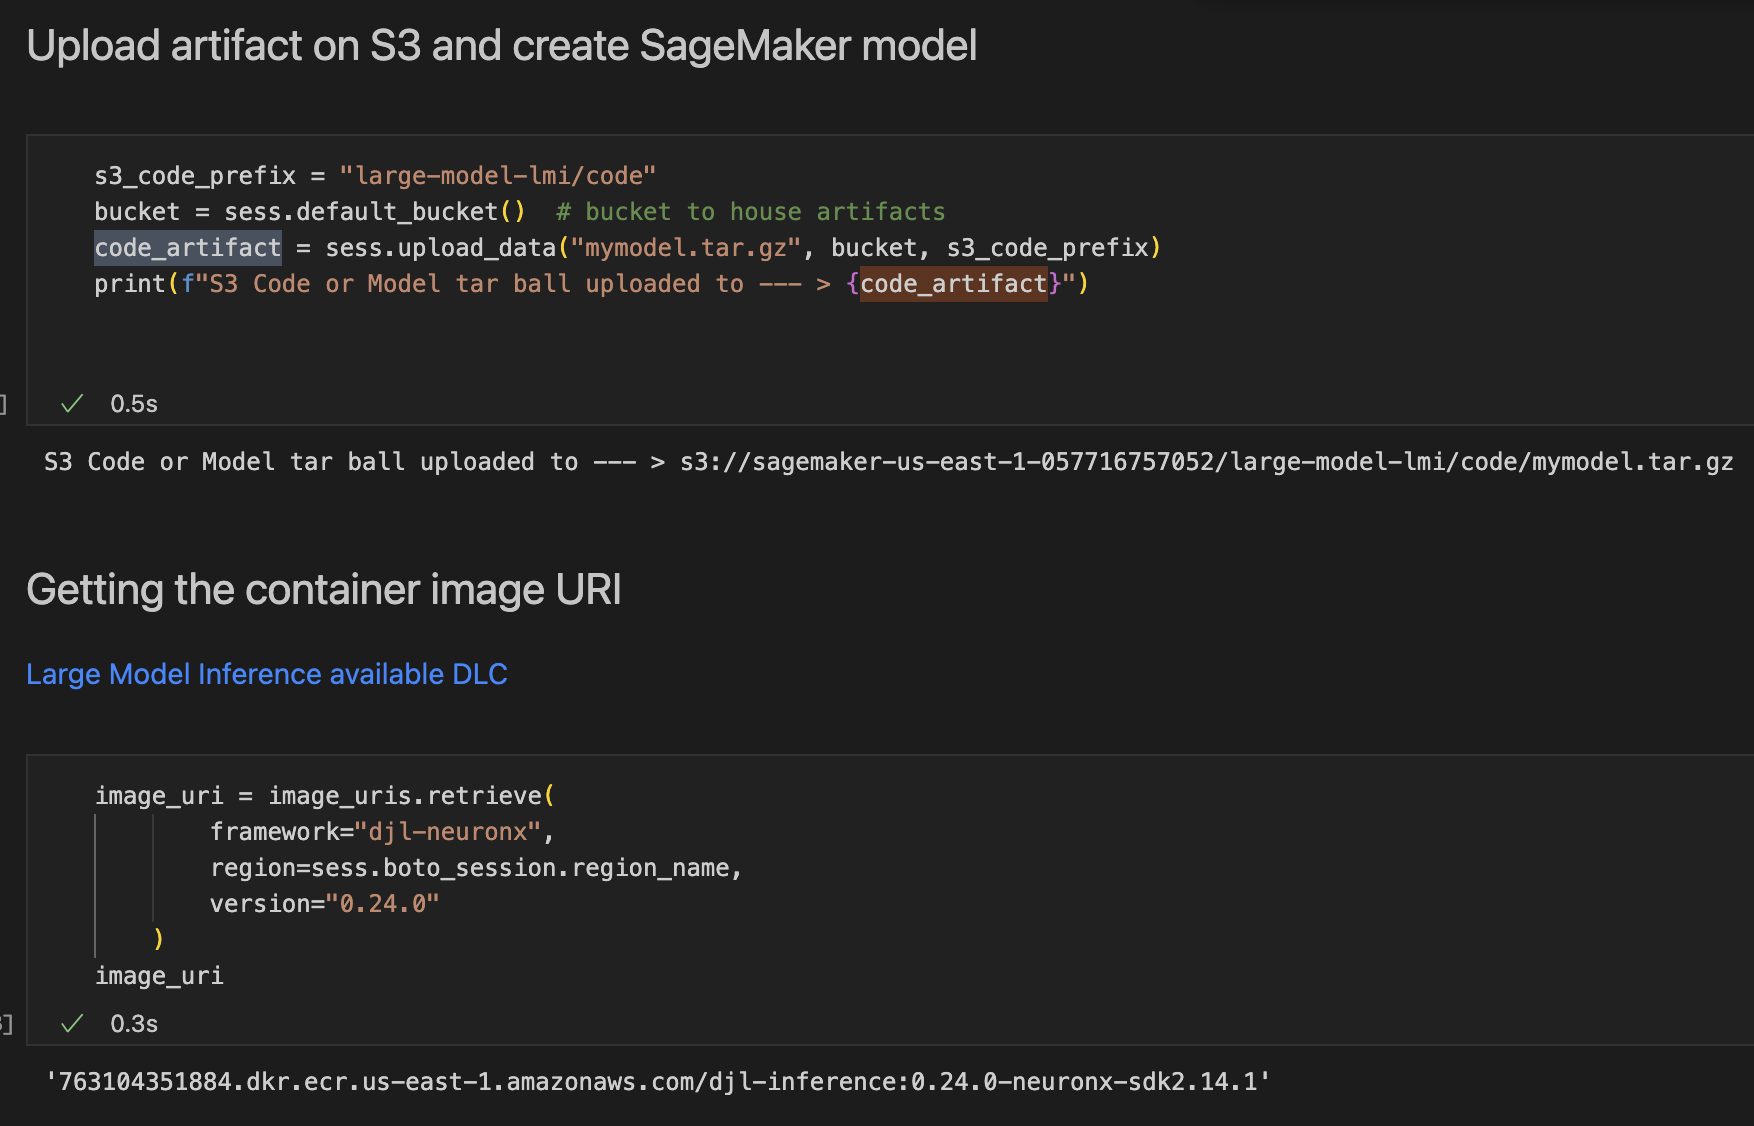 Upload artifact on S3 and create SageMaker model
s3_code_prefix = "large-model-lmi/code"
bucket = sess.default_bucket()  # bucket to house artifacts
code_artifact = sess.upload_data("mymodel.tar.gz", bucket, s3_code_prefix)
print(f"S3 Code or Model tar ball uploaded to --- > {code_artifact}")
] ✓ 0.5s
S3 Code or Model tar ball uploaded to --- > s3://sagemaker-us-east-1-057716757052/large-model-lmi/code/mymodel.tar.gz
Getting the container image URI
Large Model Inference available DLC
image_uri = image_uris.retrieve(
        framework="djl-neuronx",
        region=sess.boto_session.region_name,
        version="0.24.0"
    )
image_uri
] ✓ 0.3s
'763104351884.dkr.ecr.us-east-1.amazonaws.com/djl-inference:0.24.0-neuronx-sdk2.14.1'